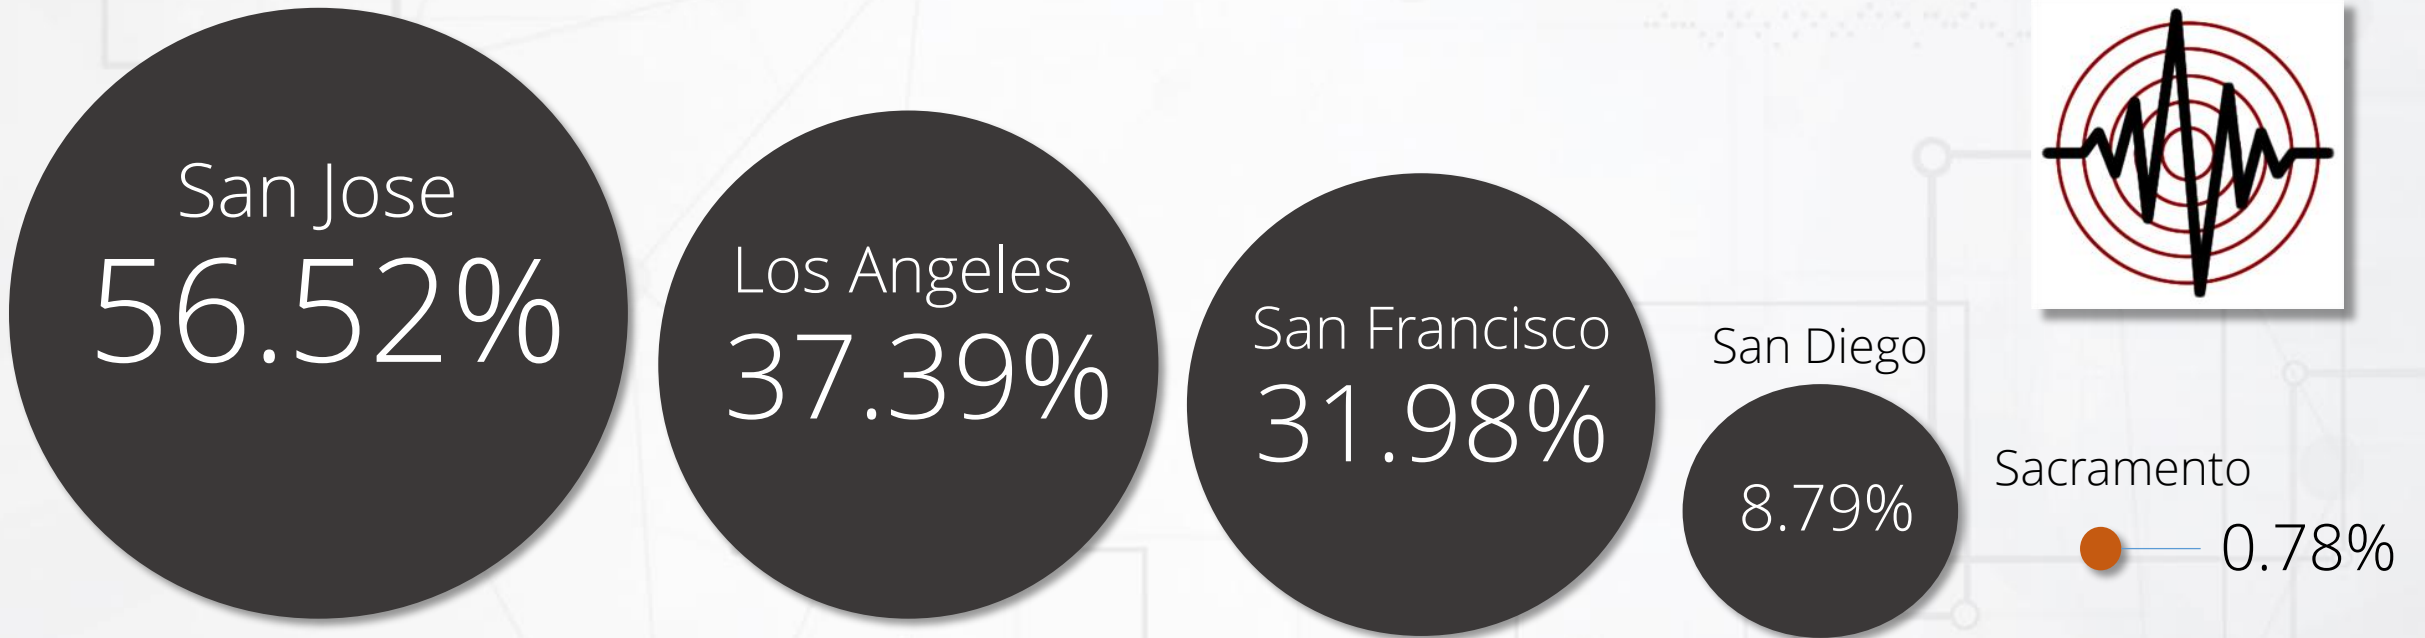 San Jose
56.52%
Los Angeles
37.39%
San Francisco
31.98%
San Diego
8.79%
Sacramento
0.78%